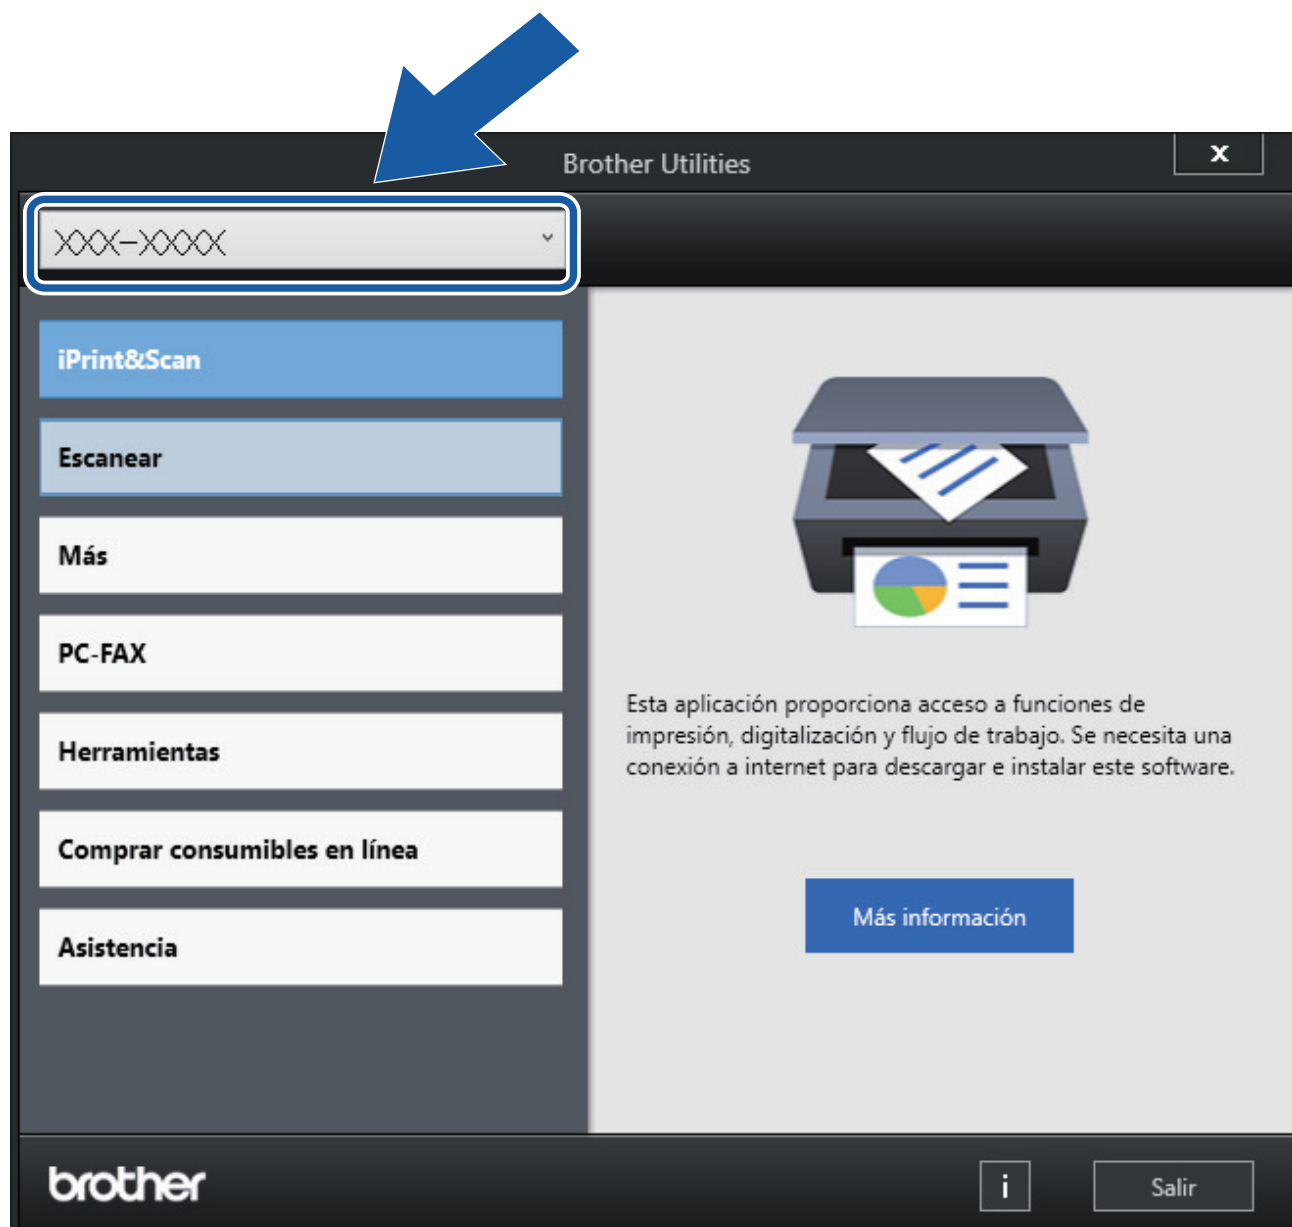 Brother Utilities
x
XXX-XXXX
iPrint&Scan
Escanear
Más
PC-FAX
Herramientas
Comprar consumibles en línea
Asistencia
Esta aplicación proporciona acceso a funciones de
impresión, digitalización y flujo de trabajo. Se necesita una
conexión a internet para descargar e instalar este software.
Más información
brother
i
Salir